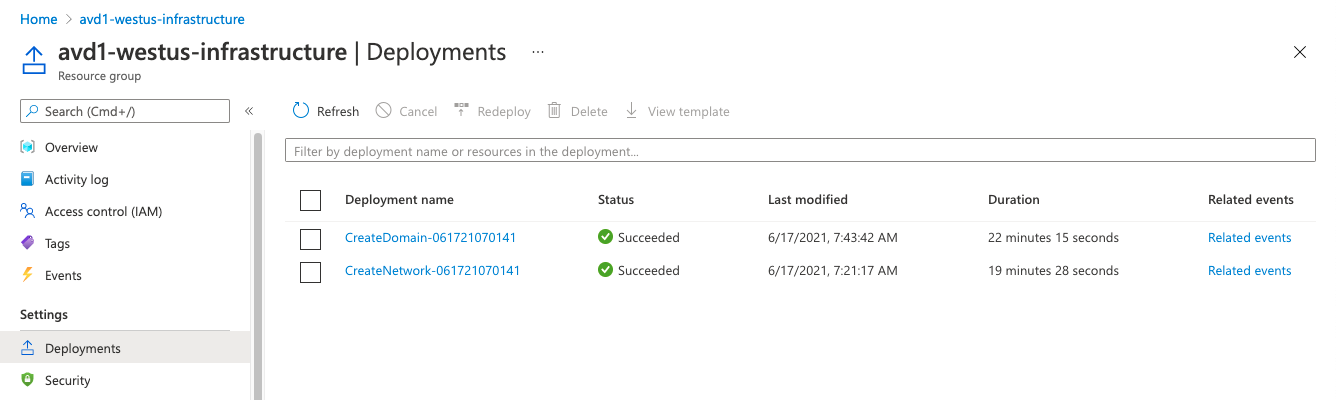 Home > avd1-westus-infrastructure
avd1-westus-infrastructure | Deployments ...
Resource group
Search (Cmd+/) «
Refresh Cancel Redeploy Delete View template
Filter by deployment name or resources in the deployment...
Overview
Activity log
Access control (IAM)
Tags
Events
Settings
Deployments
Security
Deployment name Status Last modified Duration Related events
CreateDomain-061721070141 Succeeded 6/17/2021, 7:43:42 AM 22 minutes 15 seconds Related events
CreateNetwork-061721070141 Succeeded 6/17/2021, 7:21:17 AM 19 minutes 28 seconds Related events